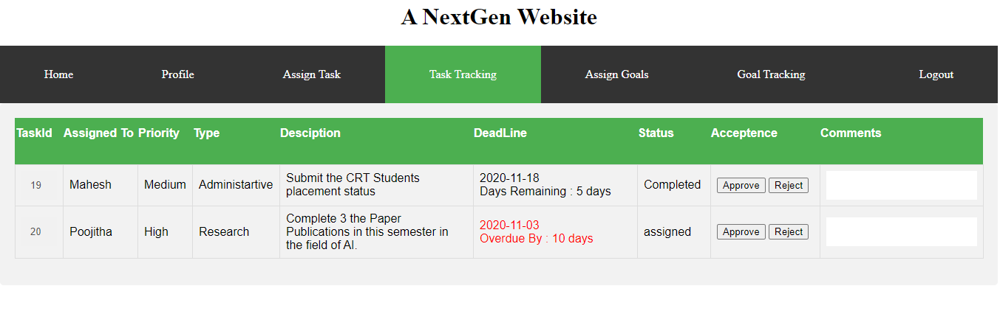 A NextGen Website
Home Profile Assign Task Task Tracking Assign Goals Goal Tracking Logout
TaskId Assigned To Priority Type Desciption DeadLine Status Acceptence Comments
19 Mahesh Medium Administartive Submit the CRT Students placement status 2020-11-18 Days Remaining : 5 days Completed Approve Reject
20 Poojitha High Research Complete 3 the Paper Publications in this semester in the field of AI. 2020-11-03 Overdue By : 10 days assigned Approve Reject